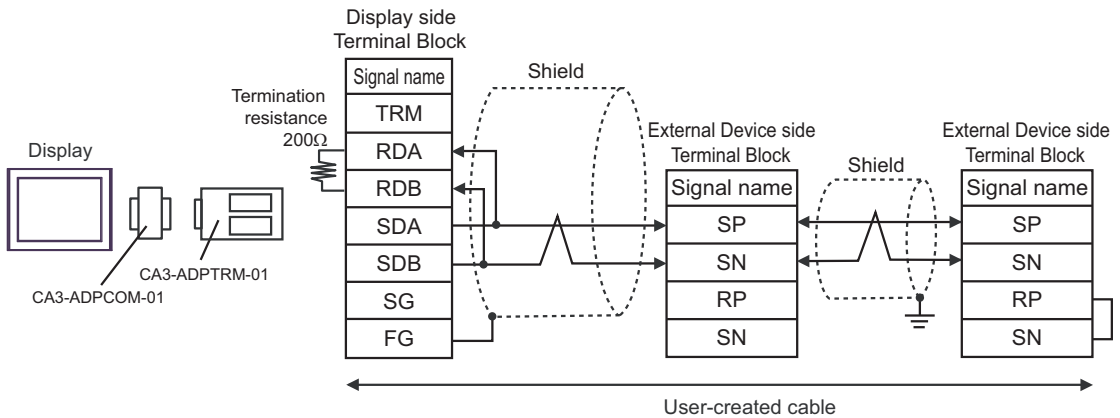 Display side
Terminal Block
Signal name
TRM
RDA
RDB
SDA
SDB
SG
FG
Termination
resistance
200Ω
Shield
Display
CA3-ADPCOM-01
CA3-ADPTRM-01
External Device side
Terminal Block
Signal name
SP
SN
RP
SN
Shield
External Device side
Terminal Block
Signal name
SP
SN
RP
SN
User-created cable